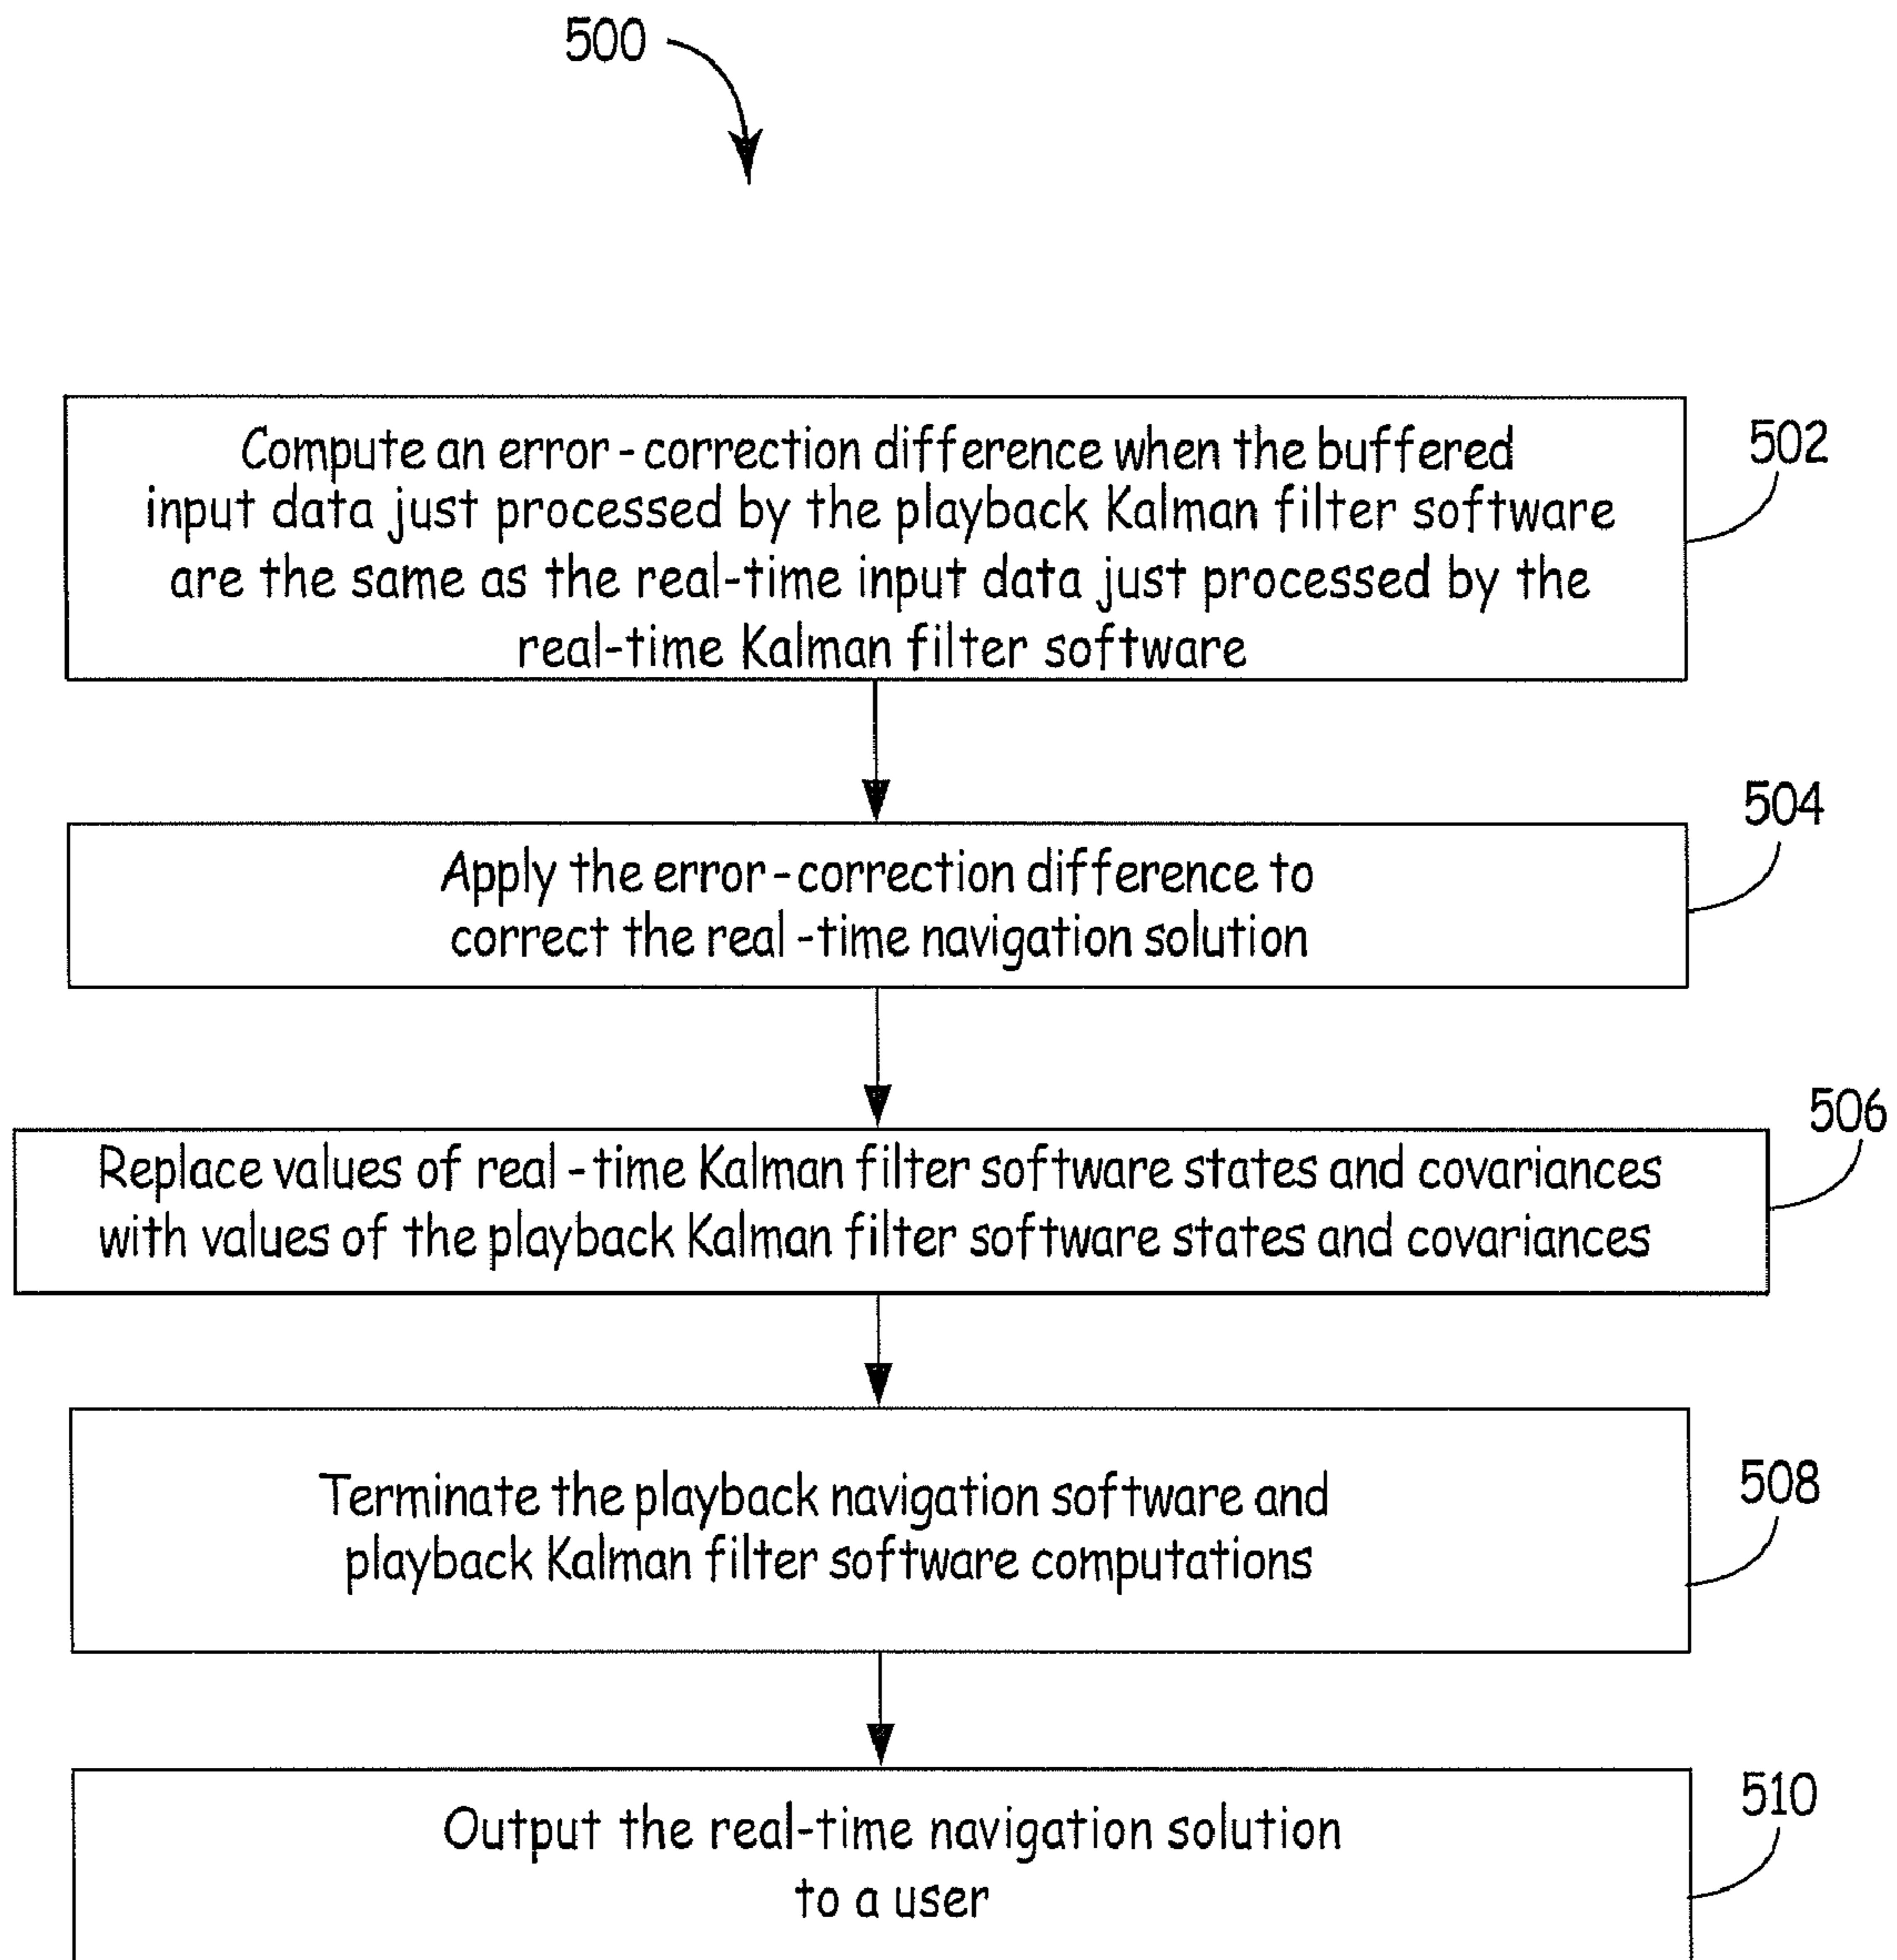 500
Compute an error-correction difference when the buffered
input data just processed by the playback Kalman filter software
are the same as the real-time input data just processed by the
real-time Kalman filter software
502
Apply the error-correction difference to
correct the real-time navigation solution
504
Replace values of real-time Kalman filter software states and covariances
with values of the playback Kalman filter software states and covariances
506
Terminate the playback navigation software and
playback Kalman filter software computations
508
Output the real-time navigation solution
to a user
510